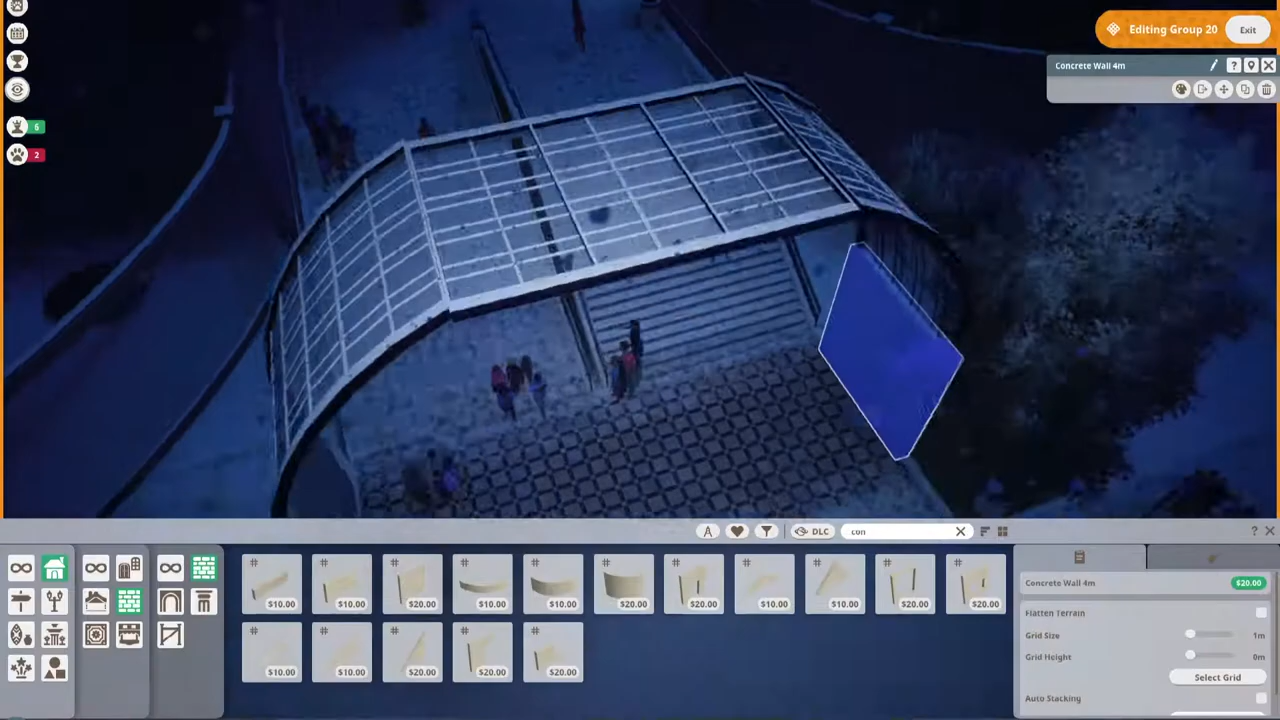 Editing Group 20
Exit
Concrete Wall 4m
?
6
2
DLC
con
?
$10.00
$10.00
$20.00
$10.00
$10.00
$20.00
$20.00
$10.00
$10.00
$20.00
$20.00
$10.00
$10.00
$20.00
$20.00
$20.00
Concrete Wall 4m
$20.00
Flatten Terrain
Grid Size
1m
Grid Height
0m
Select Grid
Auto Stacking